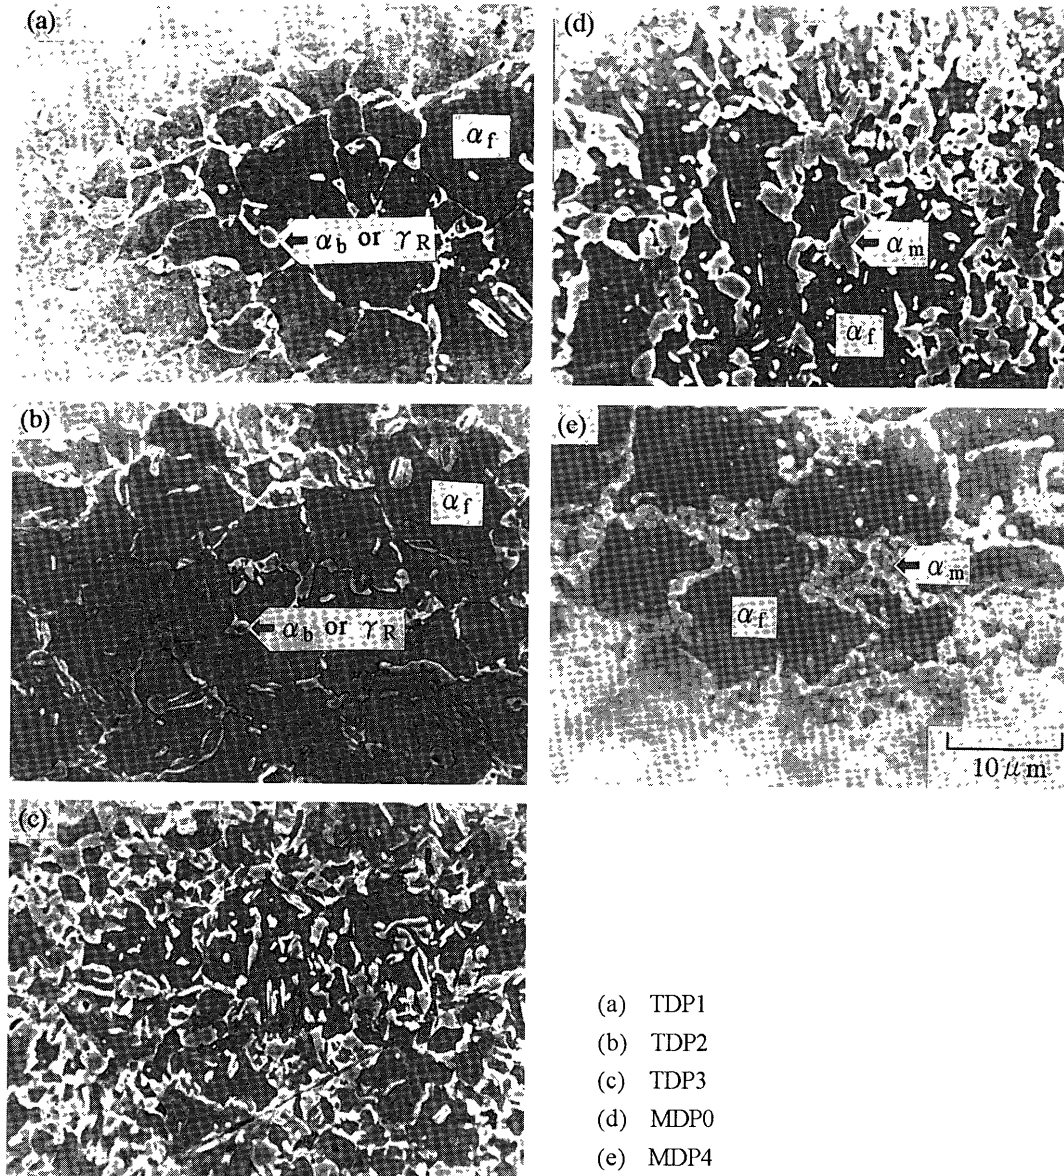 (a)
αf
αb or γR
(b)
αf
αb or γR
(c)
(d)
αm
αf
(e)
αm
αf
10 μm
(a) TDP1
(b) TDP2
(c) TDP3
(d) MDP0
(e) MDP4